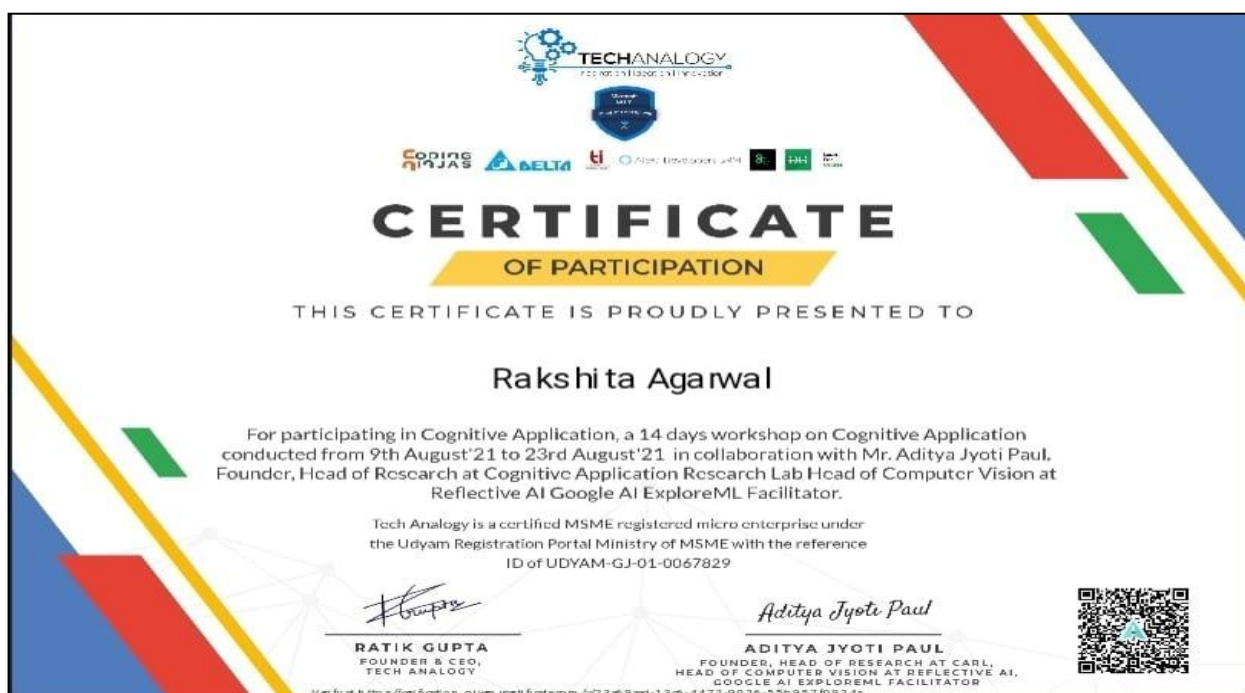 TECHANALOGY
CODING NINJAS
DELTA
CERTIFICATE
OF PARTICIPATION
THIS CERTIFICATE IS PROUDLY PRESENTED TO
Rakshita Agarwal
For participating in Cognitive Application, a 14 days workshop on Cognitive Application
conducted from 9th August'21 to 23rd August'21 in collaboration with Mr. Aditya Jyoti Paul,
Founder, Head of Research at Cognitive Application Research Lab Head of Computer Vision at
Reflective AI Google AI ExploreML Facilitator.
Tech Analogy is a certified MSME registered micro enterprise under
the Udyam Registration Portal Ministry of MSME with the reference
ID of UDYAM-GJ-01-0067829
Aditya Jyoti Paul
RATIK GUPTA
FOUNDER & CEO,
TECH ANALOGY
ADITYA JYOTI PAUL
FOUNDER, HEAD OF RESEARCH AT CARL,
HEAD OF COMPUTER VISION AT REFLECTIVE AI,
GOOGLE AI EXPLOREML FACILITATOR